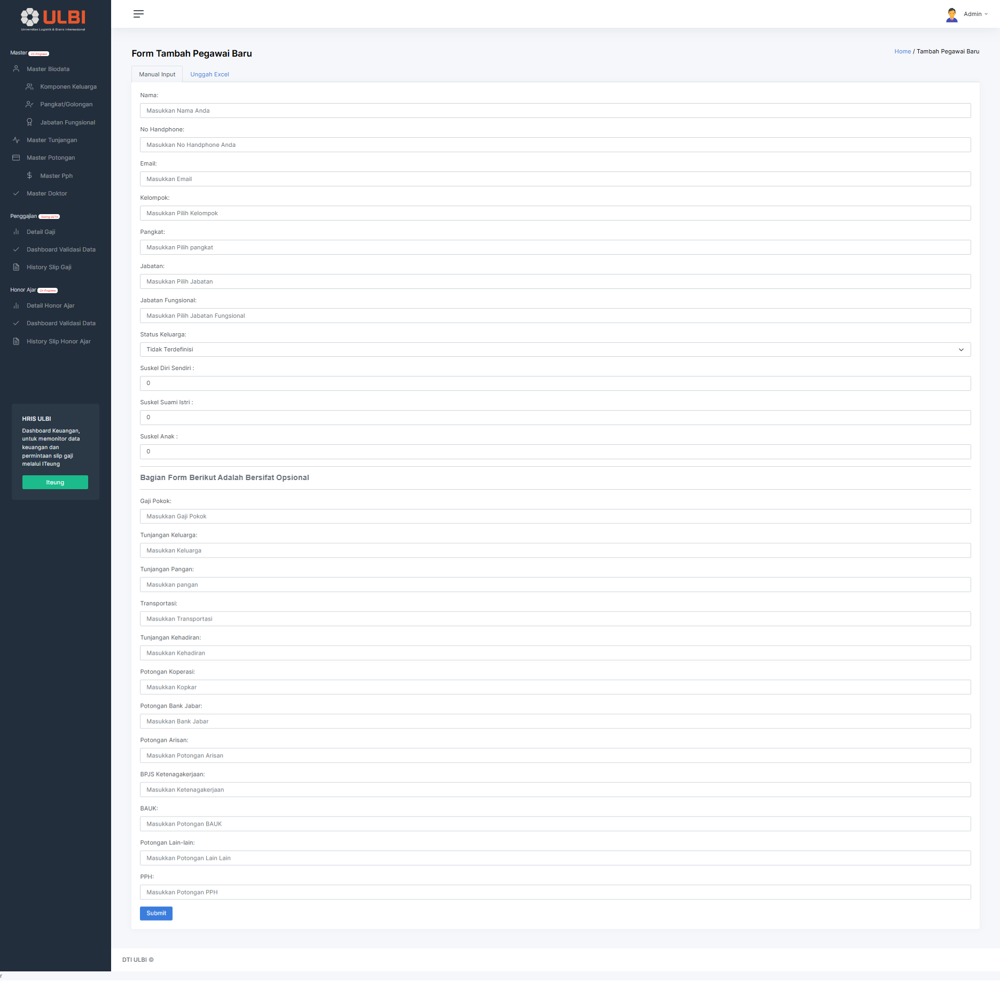 ULBI
Universitas Logistik & Bisnis Internasional
Admin
Master On Progress
Master Biodata
Komponen Keluarga
Pangkat/Golongan
Jabatan Fungsional
Master Tunjangan
Master Potongan
Master Pph
Master Doktor
Penggajian Testing BETA
Detail Gaji
Dashboard Validasi Data
History Slip Gaji
Honor Ajar On Progress
Detail Honor Ajar
Dashboard Validasi Data
History Slip Honor Ajar
HRIS ULBI
Dashboard Keuangan,
untuk memonitor data
keuangan dan
permintaan slip gaji
melalui ITeung
Iteung
Form Tambah Pegawai Baru
Home / Tambah Pegawai Baru
Manual Input
Unggah Excel
Nama:
Masukkan Nama Anda
No Handphone:
Masukkan No Handphone Anda
Email:
Masukkan Email
Kelompok:
Masukkan Pilih Kelompok
Pangkat:
Masukkan Pilih pangkat
Jabatan:
Masukkan Pilih Jabatan
Jabatan Fungsional:
Masukkan Pilih Jabatan Fungsional
Status Keluarga:
Tidak Terdefinisi
Suskel Diri Sendiri :
0
Suskel Suami Istri :
0
Suskel Anak :
0
Bagian Form Berikut Adalah Bersifat Opsional
Gaji Pokok:
Masukkan Gaji Pokok
Tunjangan Keluarga:
Masukkan Keluarga
Tunjangan Pangan:
Masukkan pangan
Transportasi:
Masukkan Transportasi
Tunjangan Kehadiran:
Masukkan Kehadiran
Potongan Koperasi:
Masukkan Kopkar
Potongan Bank Jabar:
Masukkan Bank Jabar
Potongan Arisan:
Masukkan Potongan Arisan
BPJS Ketenagakerjaan:
Masukkan Ketenagakerjaan
BAUK:
Masukkan Potongan BAUK
Potongan Lain-lain:
Masukkan Potongan Lain Lain
PPH:
Masukkan Potongan PPH
Submit
DTI ULBI ©
r